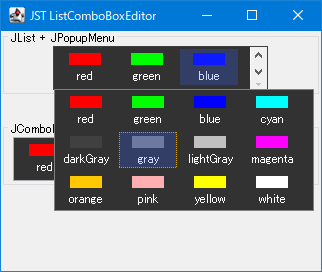 JST ListComboBoxEditor
JList + JPopupMenu
red green blue
red green blue cyan
JCombo
red
darkGray gray lightGray magenta
orange pink yellow white